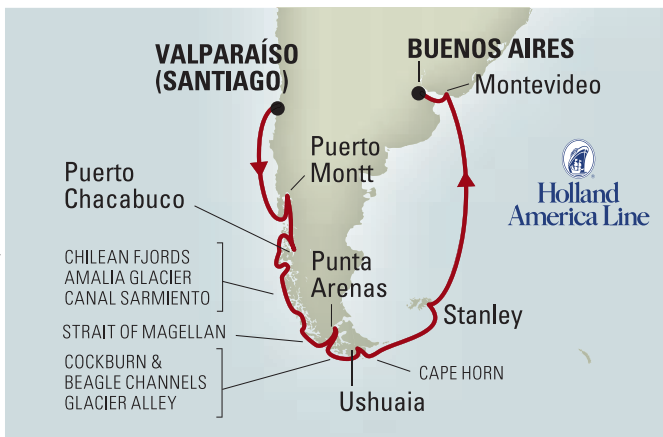 VALPARAÍSO
(SANTIAGO)
BUENOS AIRES
Montevideo
Puerto
Montt
Puerto
Chacabuco
Holland
America Line
CHILEAN FJORDS
AMALIA GLACIER
CANAL SARMIENTO
Punta
Arenas
Stanley
STRAIT OF MAGELLAN
COCKBURN &
BEAGLE CHANNELS
GLACIER ALLEY
CAPE HORN
Ushuaia